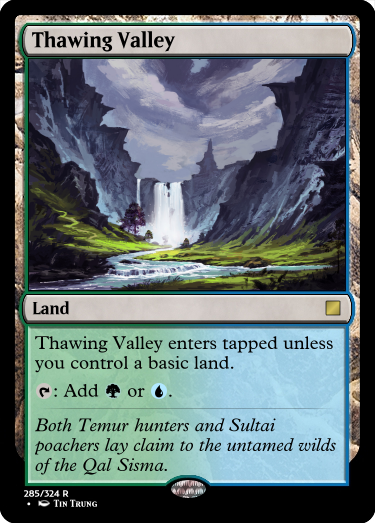 Thawing Valley
Land
Thawing Valley enters tapped unless
you control a basic land.
: Add or .
Both Temur hunters and Sultai
poachers lay claim to the untamed wilds
of the Qal Sisma.
285/324 R
• Tin Trung